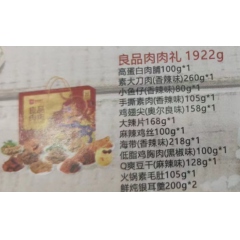 良品肉肉礼 1922g
高蛋白肉脯100g*1
素大刀肉(香辣味)260g*1
小鱼仔(香辣味)80g*1
手撕素肉(香辣味)105g*1
鸡翅尖(奥尔良味)158g*1
大辣片168g*1
麻辣鸡丝100g*1
海带(香辣味)218g*1
低脂鸡胸肉(黑椒味)100g*1
Q爽豆干(麻辣味)128g*1
火锅素毛肚105g*1
鲜炖银耳羹200g*2